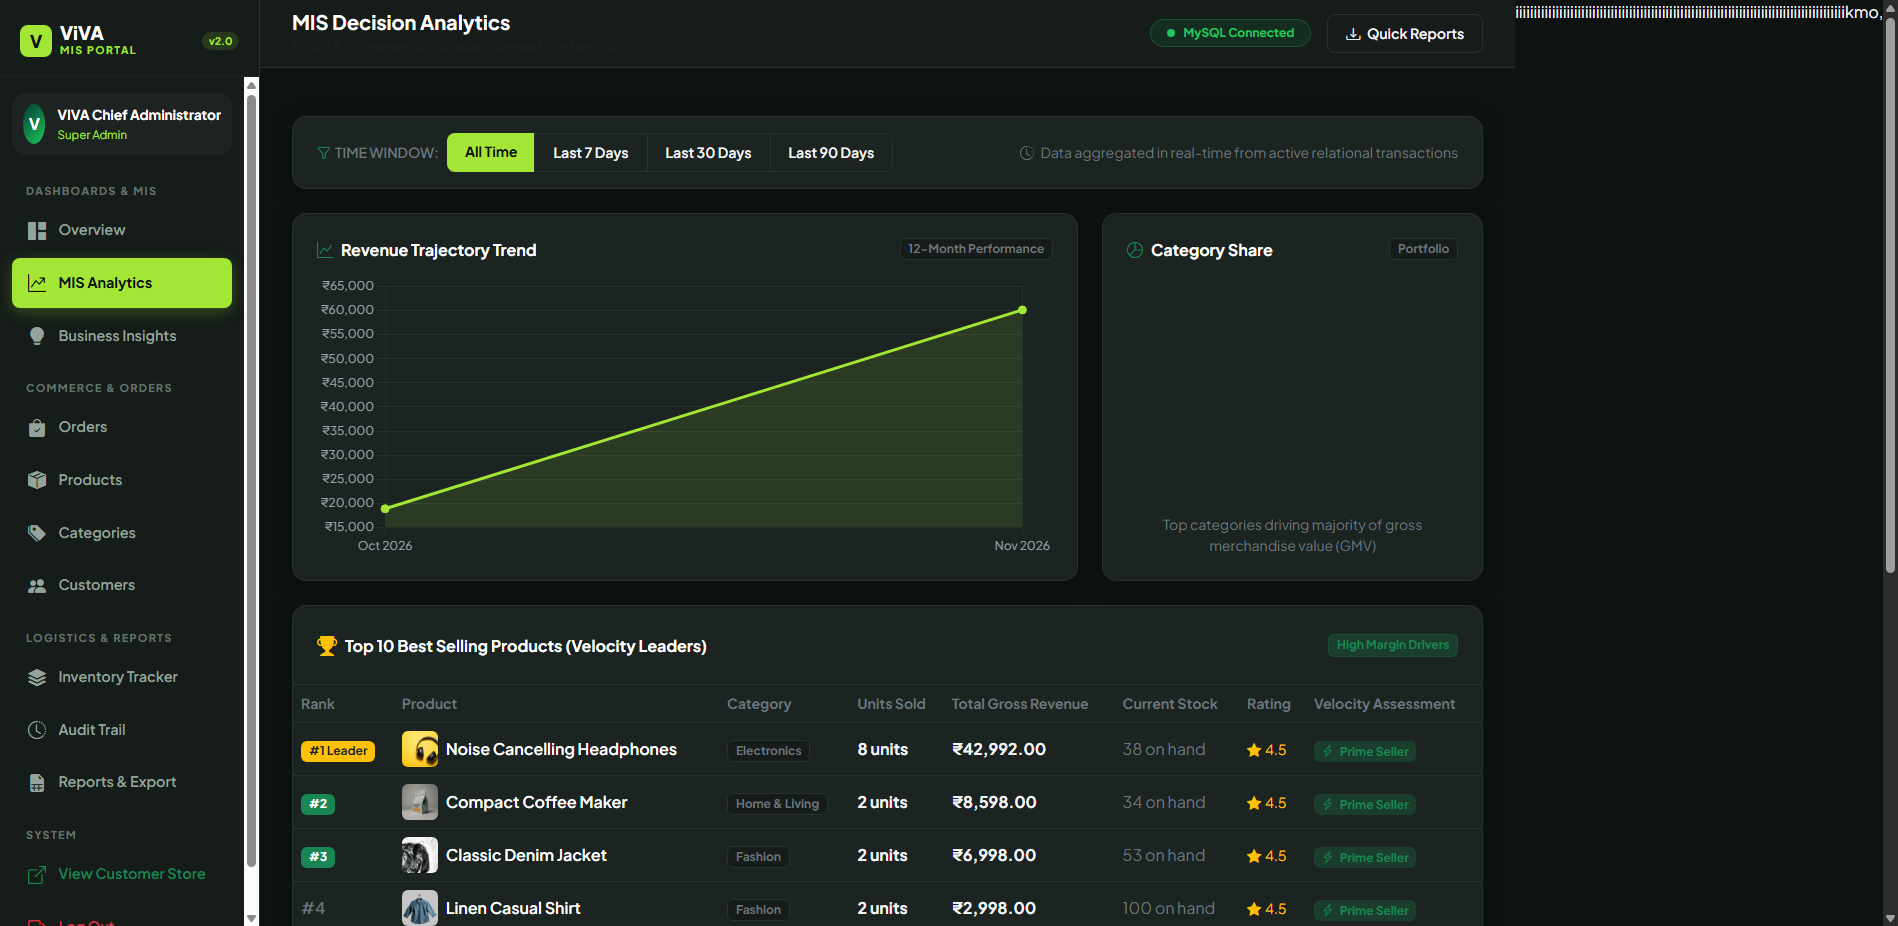 V
ViVA
MIS PORTAL
v2.0
V
VIVA Chief Administrator
Super Admin
DASHBOARDS & MIS
Overview
MIS Analytics
Business Insights
COMMERCE & ORDERS
Orders
Products
Categories
Customers
LOGISTICS & REPORTS
Inventory Tracker
Audit Trail
Reports & Export
SYSTEM
View Customer Store
Log Out
MIS Decision Analytics
MySQL Connected
Quick Reports
kmo,
TIME WINDOW:
All Time
Last 7 Days
Last 30 Days
Last 90 Days
Data aggregated in real-time from active relational transactions
Revenue Trajectory Trend
12-Month Performance
₹65,000
₹60,000
₹55,000
₹50,000
₹45,000
₹40,000
₹35,000
₹30,000
₹25,000
₹20,000
₹15,000
Oct 2026
Nov 2026
Category Share
Portfolio
Top categories driving majority of gross
merchandise value (GMV)
Top 10 Best Selling Products (Velocity Leaders)
High Margin Drivers
Rank Product Category Units Sold Total Gross Revenue Current Stock Rating Velocity Assessment
#1 Leader Noise Cancelling Headphones Electronics 8 units ₹42,992.00 38 on hand 4.5 Prime Seller
#2 Compact Coffee Maker Home & Living 2 units ₹8,598.00 34 on hand 4.5 Prime Seller
#3 Classic Denim Jacket Fashion 2 units ₹6,998.00 53 on hand 4.5 Prime Seller
#4 Linen Casual Shirt Fashion 2 units ₹2,998.00 100 on hand 4.5 Prime Seller